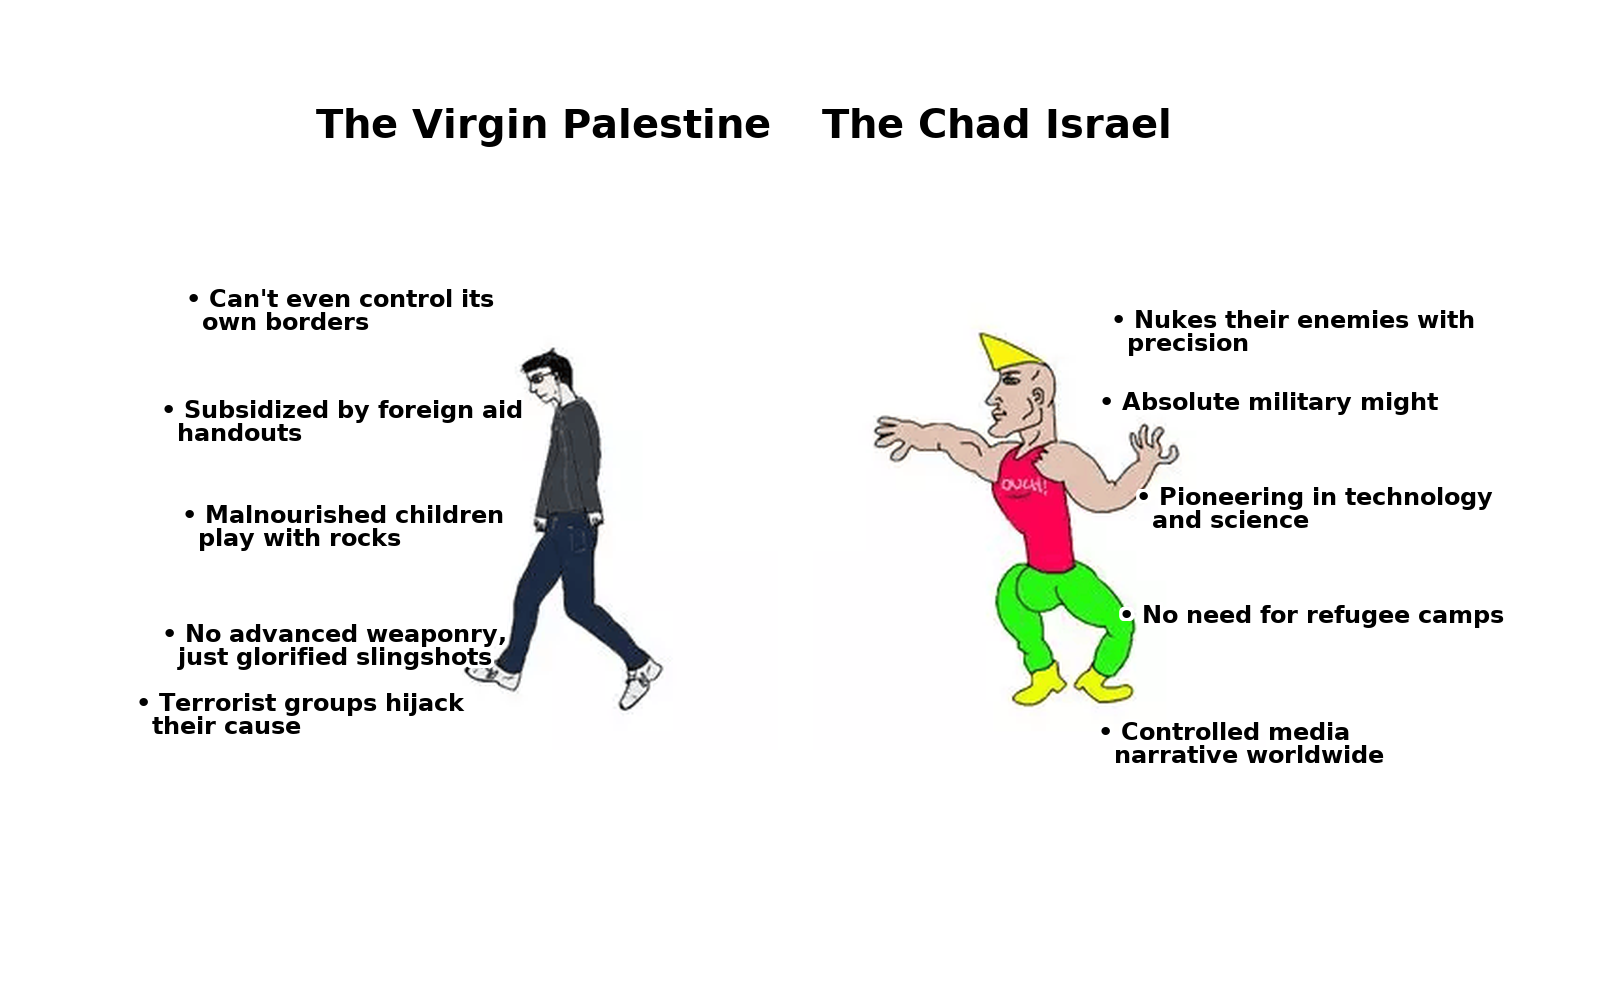 The Virgin Palestine
The Chad Israel
• Can't even control its
own borders
• Subsidized by foreign aid
handouts
• Malnourished children
play with rocks
• No advanced weaponry,
just glorified slingshots
• Terrorist groups hijack
their cause
• Nukes their enemies with
precision
• Absolute military might
OUCH!
• Pioneering in technology
and science
• No need for refugee camps
• Controlled media
narrative worldwide